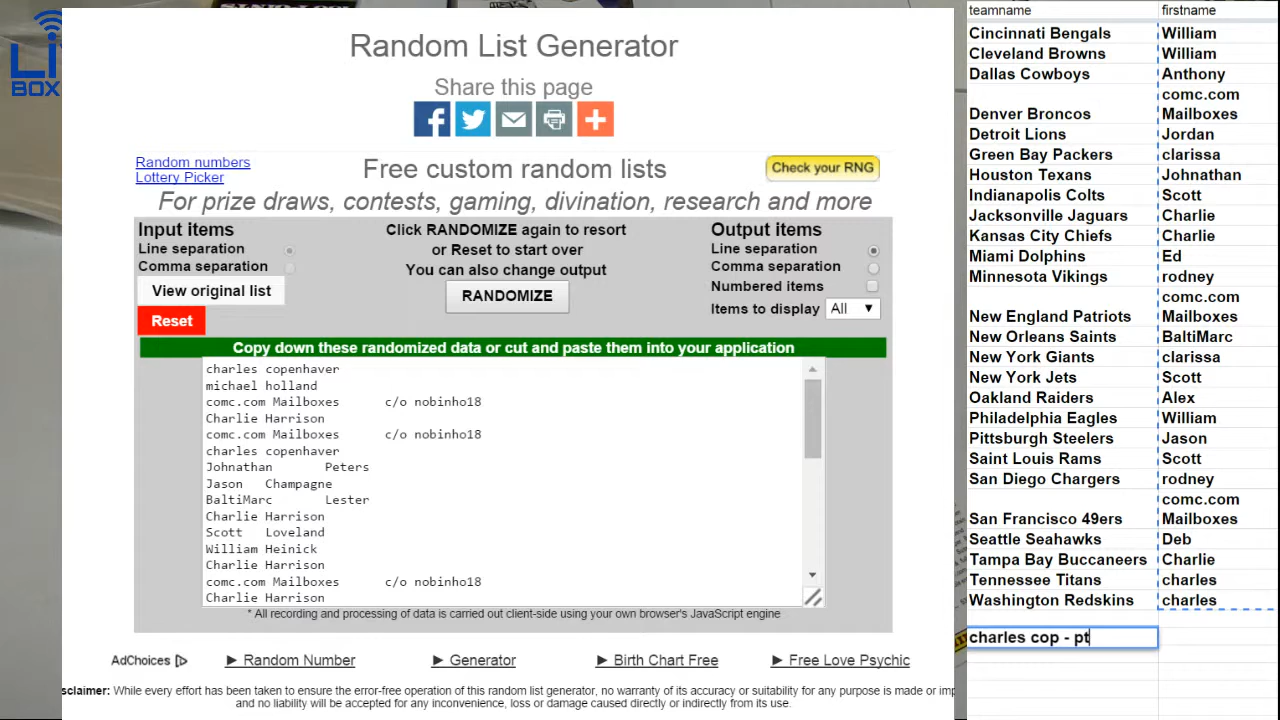 Li
BOX
Random List Generator
Share this page
Random numbers
Lottery Picker
Free custom random lists
Check your RNG
For prize draws, contests, gaming, divination, research and more
Input items
Line separation
Comma separation
View original list
Reset
Click RANDOMIZE again to resort
or Reset to start over
You can also change output
RANDOMIZE
Output items
Line separation
Comma separation
Numbered items
Items to display All
Copy down these randomized data or cut and paste them into your application
charles copenhaver
michael holland
comc.com Mailboxes c/o nobinho18
Charlie Harrison
comc.com Mailboxes c/o nobinho18
charles copenhaver
Johnathan Peters
Jason Champagne
BaltiMarc Lester
Charlie Harrison
Scott Loveland
William Heinick
Charlie Harrison
comc.com Mailboxes c/o nobinho18
Charlie Harrison
* All recording and processing of data is carried out client-side using your own browser's JavaScript engine
AdChoices
► Random Number
► Generator
► Birth Chart Free
► Free Love Psychic
sclaimer: While every effort has been taken to ensure the error-free operation of this random list generator, no warranty of its accuracy or suitability for any purpose is made or imp
and no liability will be accepted for any inconvenience, loss or damage caused directly or indirectly from its use.
teamname firstname
Cincinnati Bengals William
Cleveland Browns William
Dallas Cowboys Anthony
comc.com
Denver Broncos Mailboxes
Detroit Lions Jordan
Green Bay Packers clarissa
Houston Texans Johnathan
Indianapolis Colts Scott
Jacksonville Jaguars Charlie
Kansas City Chiefs Charlie
Miami Dolphins Ed
Minnesota Vikings rodney
comc.com
New England Patriots Mailboxes
New Orleans Saints BaltiMarc
New York Giants clarissa
New York Jets Scott
Oakland Raiders Alex
Philadelphia Eagles William
Pittsburgh Steelers Jason
Saint Louis Rams Scott
San Diego Chargers rodney
comc.com
San Francisco 49ers Mailboxes
Seattle Seahawks Deb
Tampa Bay Buccaneers Charlie
Tennessee Titans charles
Washington Redskins charles
charles cop - pt